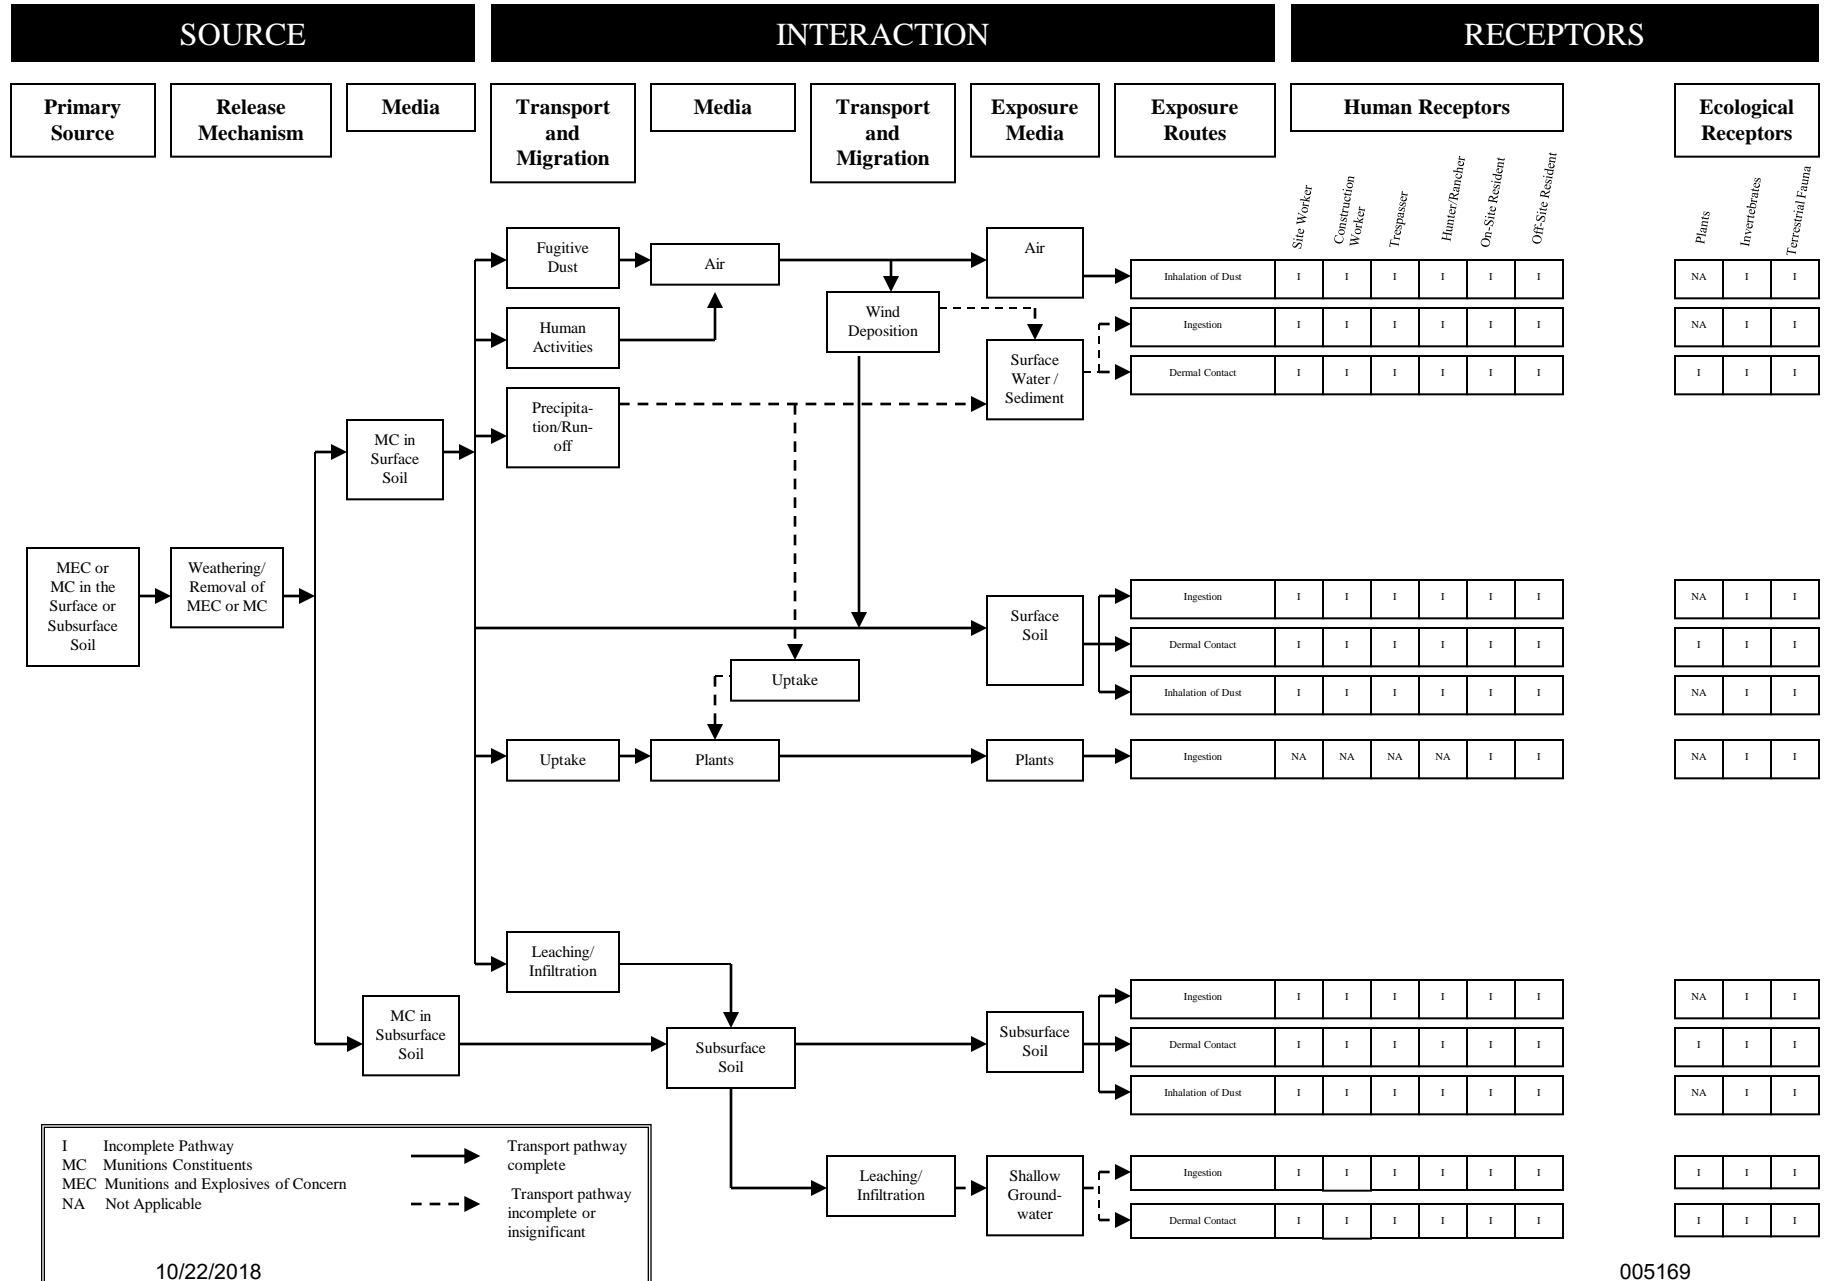 SOURCE
INTERACTION
RECEPTORS
Primary
Source
Release
Mechanism
Media
Transport
and
Migration
Media
Transport
and
Migration
Exposure
Media
Exposure
Routes
Human Receptors
Ecological
Receptors
Site Worker
Construction
Worker
Trespasser
Hunter/Rancher
On-Site Resident
Off-Site Resident
Plants
Invertebrates
Terrestrial Fauna
Fugitive
Dust
Air
Air
Inhalation of Dust I I I I I I NA I I
Wind
Deposition
Human
Activities
Ingestion I I I I I I NA I I
Surface
Water /
Sediment
Dermal Contact I I I I I I I I I
Precipita-
tion/Run-
off
MC in
Surface
Soil
MEC or
MC in the
Surface or
Subsurface
Soil
Weathering/
Removal of
MEC or MC
Ingestion I I I I I I NA I I
Surface
Soil
Dermal Contact I I I I I I I I I
Uptake
Inhalation of Dust I I I I I I NA I I
Uptake
Plants
Plants
Ingestion NA NA NA NA I I NA I I
Leaching/
Infiltration
MC in
Subsurface
Soil
Subsurface
Soil
Subsurface
Soil
Ingestion I I I I I I NA I I
Dermal Contact I I I I I I I I I
Inhalation of Dust I I I I I I NA I I
Leaching/
Infiltration
Shallow
Ground-
water
Ingestion I I I I I I I I I
Dermal Contact I I I I I I I I I
I Incomplete Pathway
MC Munitions Constituents
MEC Munitions and Explosives of Concern
NA Not Applicable
Transport pathway
complete
Transport pathway
incomplete or
insignificant
10/22/2018
005169